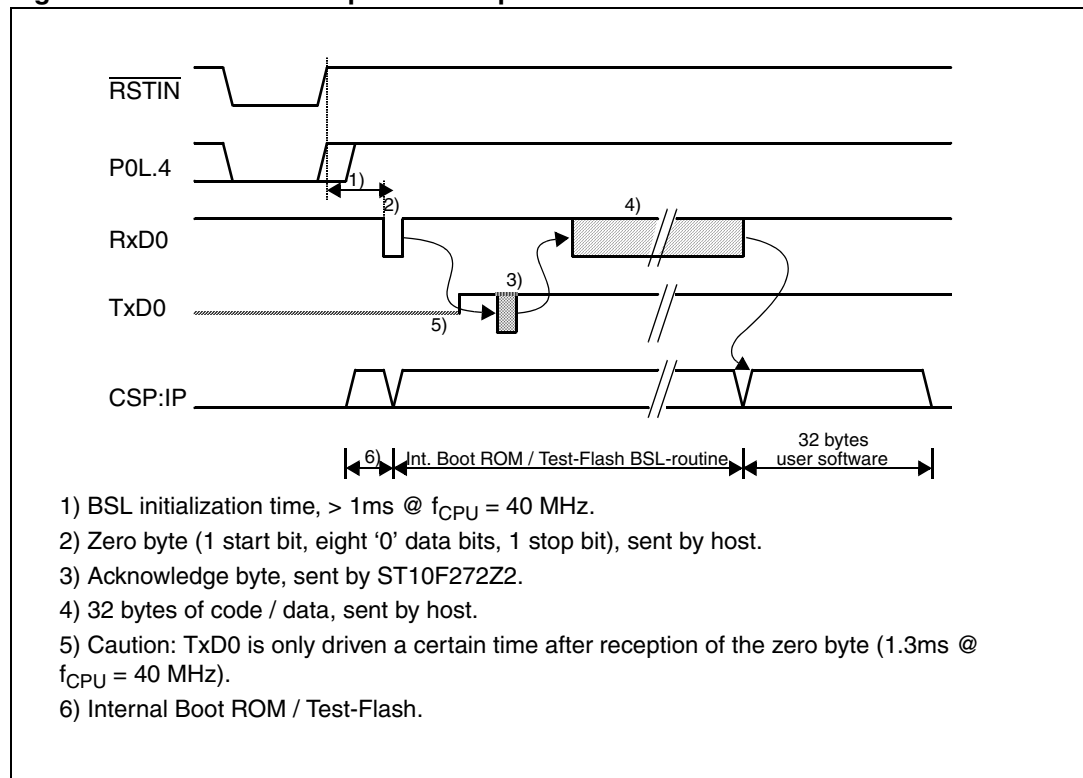 RSTIN
P0L.4
1)
2)
4)
RxD0
3)
TxD0
5)
CSP:IP
6)
Int. Boot ROM / Test-Flash BSL-routine
32 bytes
user software
1) BSL initialization time, > 1ms @ fCPU = 40 MHz.
2) Zero byte (1 start bit, eight ‘0’ data bits, 1 stop bit), sent by host.
3) Acknowledge byte, sent by ST10F272Z2.
4) 32 bytes of code / data, sent by host.
5) Caution: TxD0 is only driven a certain time after reception of the zero byte (1.3ms @
fCPU = 40 MHz).
6) Internal Boot ROM / Test-Flash.